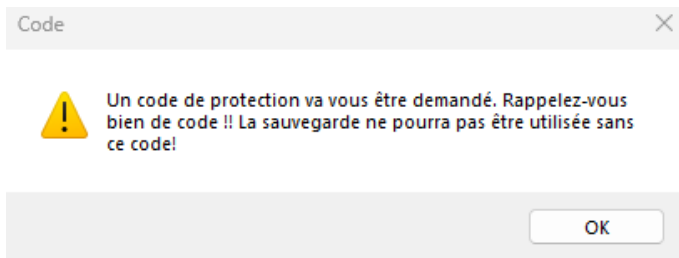 Code
Un code de protection va vous être demandé. Rappelez-vous
bien de code !! La sauvegarde ne pourra pas être utilisée sans
ce code!
OK